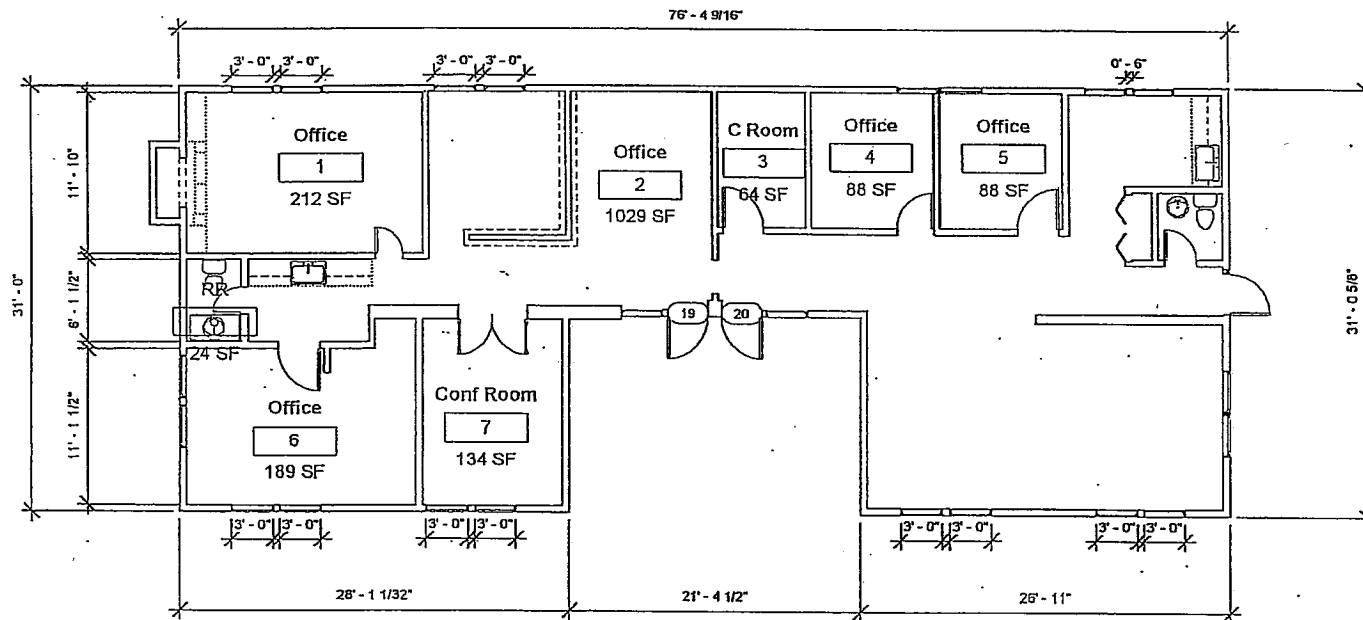 76' - 4 9/16"
3' - 0" 3' - 0" 3' - 0" 3' - 0" 0' - 6"
Office
1
212 SF
Office
2
1029 SF
C Room
3
64 SF
Office
4
88 SF
Office
5
88 SF
11' - 10"
31' - 0"
6' - 1 1/2"
11' - 1 1/2"
31' - 0 5/8"
RR
24 SF
19 20
Office
6
189 SF
Conf Room
7
134 SF
3' - 0" 3' - 0" 3' - 0" 3' - 0" 3' - 0" 3' - 0" 3' - 0" 3' - 0"
28' - 1 1/32" 21' - 4 1/2" 26' - 11"